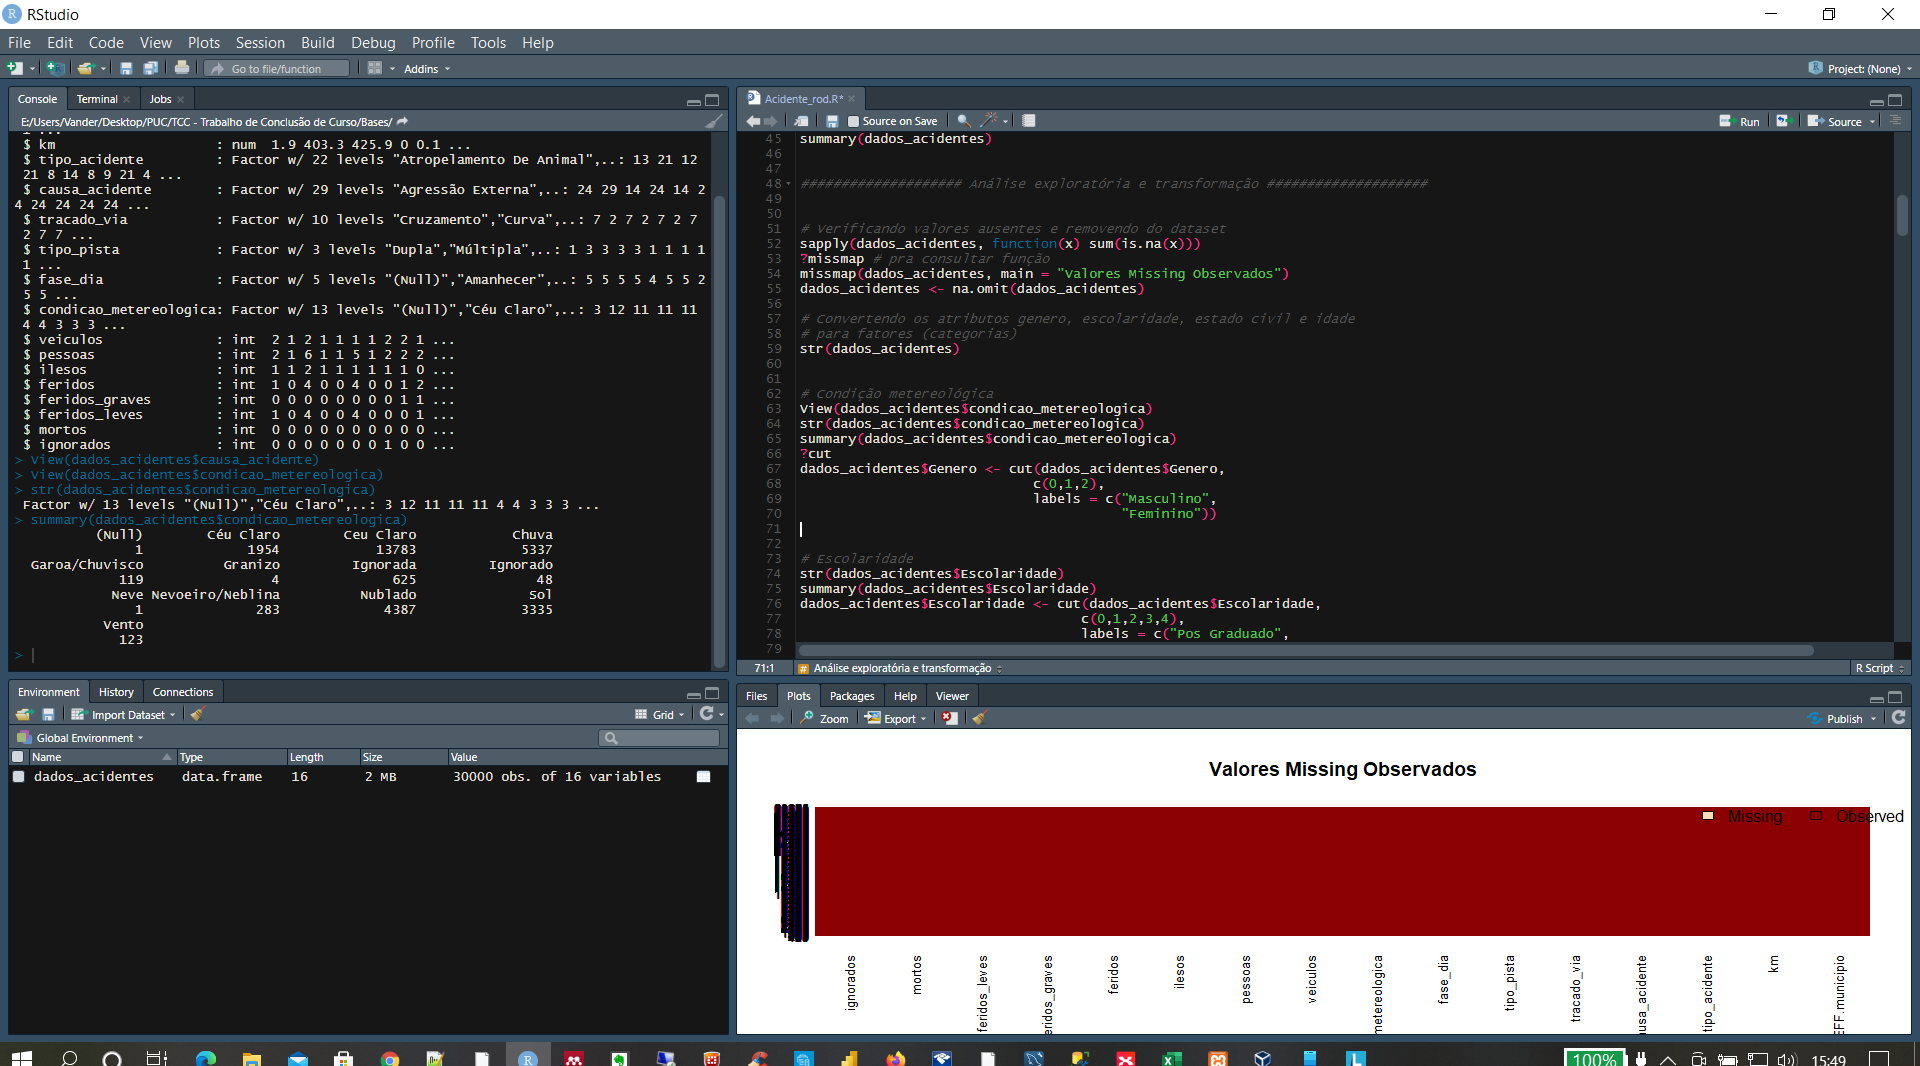 RStudio
File Edit Code View Plots Session Build Debug Profile Tools Help
Go to file/function Addins Project: (None)
Console Terminal Jobs
E:/Users/Vander/Desktop/PUC/TCC - Trabalho de Conclusão de Curso/Bases/
1 ...
$ km : num 1.9 403.3 425.9 0 0.1 ...
$ tipo_acidente : Factor w/ 22 levels "Atropelamento De Animal",..: 13 21 12
21 8 14 8 9 21 4 ...
$ causa_acidente : Factor w/ 29 levels "Agressão Externa",..: 24 29 14 24 14 2
4 24 24 24 24 ...
$ tracado_via : Factor w/ 10 levels "Cruzamento","Curva",..: 7 2 7 2 7 2 7
2 7 7 ...
$ tipo_pista : Factor w/ 3 levels "Dupla","Múltipla",..: 1 3 3 3 3 1 1 1 1
1 ...
$ fase_dia : Factor w/ 5 levels "(Null)","Amanhecer",..: 5 5 5 5 4 5 5 2
5 5 ...
$ condicao_metereologica: Factor w/ 13 levels "(Null)","Céu Claro",..: 3 12 11 11 11
4 4 3 3 3 ...
$ veiculos : int 2 1 2 1 1 1 1 2 2 1 ...
$ pessoas : int 2 1 6 1 1 5 1 2 2 2 ...
$ ilesos : int 1 1 2 1 1 1 1 1 1 0 ...
$ feridos : int 1 0 4 0 0 4 0 0 1 2 ...
$ feridos_graves : int 0 0 0 0 0 0 0 0 1 1 ...
$ feridos_leves : int 1 0 4 0 0 4 0 0 0 1 ...
$ mortos : int 0 0 0 0 0 0 0 0 0 0 ...
$ ignorados : int 0 0 0 0 0 0 0 1 0 0 ...
> View(dados_acidentes$causa_acidente)
> View(dados_acidentes$condicao_metereologica)
> str(dados_acidentes$condicao_metereologica)
Factor w/ 13 levels "(Null)","Céu Claro",..: 3 12 11 11 11 4 4 3 3 3 ...
> summary(dados_acidentes$condicao_metereologica)
(Null) Céu Claro Ceu Claro Chuva
1 1954 13783 5337
Garoa/Chuvisco Granizo Ignorada Ignorado
119 4 625 48
Neve Nevoeiro/Neblina Nublado Sol
1 283 4387 3335
Vento
123
>
Acidente_rod.R*
Source on Save Run Source
45 summary(dados_acidentes)
46
47
48 #################### Análise exploratória e transformação ####################
49
50
51 # Verificando valores ausentes e removendo do dataset
52 sapply(dados_acidentes, function(x) sum(is.na(x)))
53 ?missmap # pra consultar função
54 missmap(dados_acidentes, main = "Valores Missing Observados")
55 dados_acidentes <- na.omit(dados_acidentes)
56
57 # Convertendo os atributos genero, escolaridade, estado civil e idade
58 # para fatores (categorias)
59 str(dados_acidentes)
60
61
62 # Condição metereológica
63 View(dados_acidentes$condicao_metereologica)
64 str(dados_acidentes$condicao_metereologica)
65 summary(dados_acidentes$condicao_metereologica)
66 ?cut
67 dados_acidentes$Genero <- cut(dados_acidentes$Genero,
68 c(0,1,2),
69 labels = c("Masculino",
70 "Feminino"))
71
72
73 # Escolaridade
74 str(dados_acidentes$Escolaridade)
75 summary(dados_acidentes$Escolaridade)
76 dados_acidentes$Escolaridade <- cut(dados_acidentes$Escolaridade,
77 c(0,1,2,3,4),
78 labels = c("Pos Graduado",
79
71:1 # Análise exploratória e transformação R Script
Environment History Connections
Import Dataset Grid
Global Environment
Name Type Length Size Value
dados_acidentes data.frame 16 2 MB 30000 obs. of 16 variables
Files Plots Packages Help Viewer
Zoom Export Publish
Valores Missing Observados
Missing Observed
ignorados
mortos
feridos_leves
eridos_graves
feridos
ilesos
pessoas
veiculos
metereologica
fase_dia
tipo_pista
tracado_via
usa_acidente
tipo_acidente
km
EFF.municipio
100% 15:49